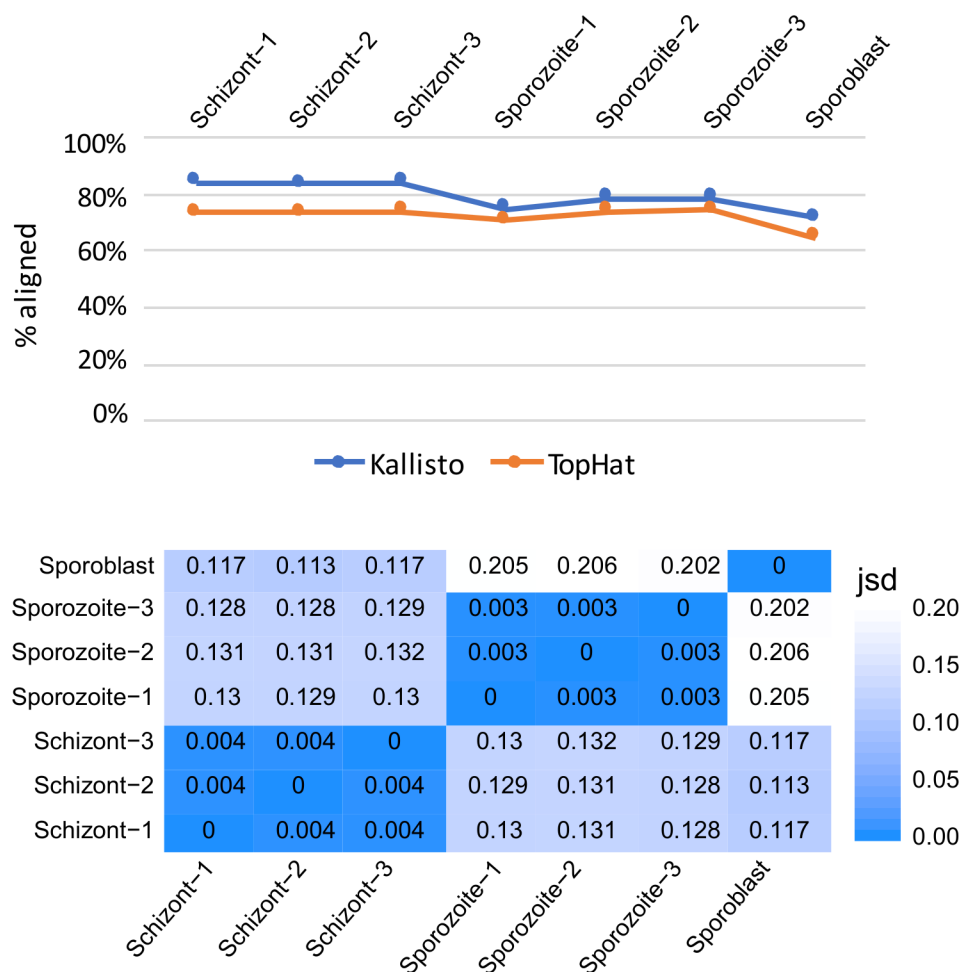 Schizont−1 Schizont−2 Schizont−3 Sporozoite−1 Sporozoite−2 Sporozoite−3 Sporoblast
100%
80%
60%
40%
20%
0%
% aligned
Kallisto TopHat
Sporoblast 0.117 0.113 0.117 0.205 0.206 0.202 0
Sporozoite−3 0.128 0.128 0.129 0.003 0.003 0 0.202
Sporozoite−2 0.131 0.131 0.132 0.003 0 0.003 0.206
Sporozoite−1 0.13 0.129 0.13 0 0.003 0.003 0.205
Schizont−3 0.004 0.004 0 0.13 0.132 0.129 0.117
Schizont−2 0.004 0 0.004 0.129 0.131 0.128 0.113
Schizont−1 0 0.004 0.004 0.13 0.131 0.128 0.117
Schizont−1 Schizont−2 Schizont−3 Sporozoite−1 Sporozoite−2 Sporozoite−3 Sporoblast
jsd
0.20
0.15
0.10
0.05
0.00